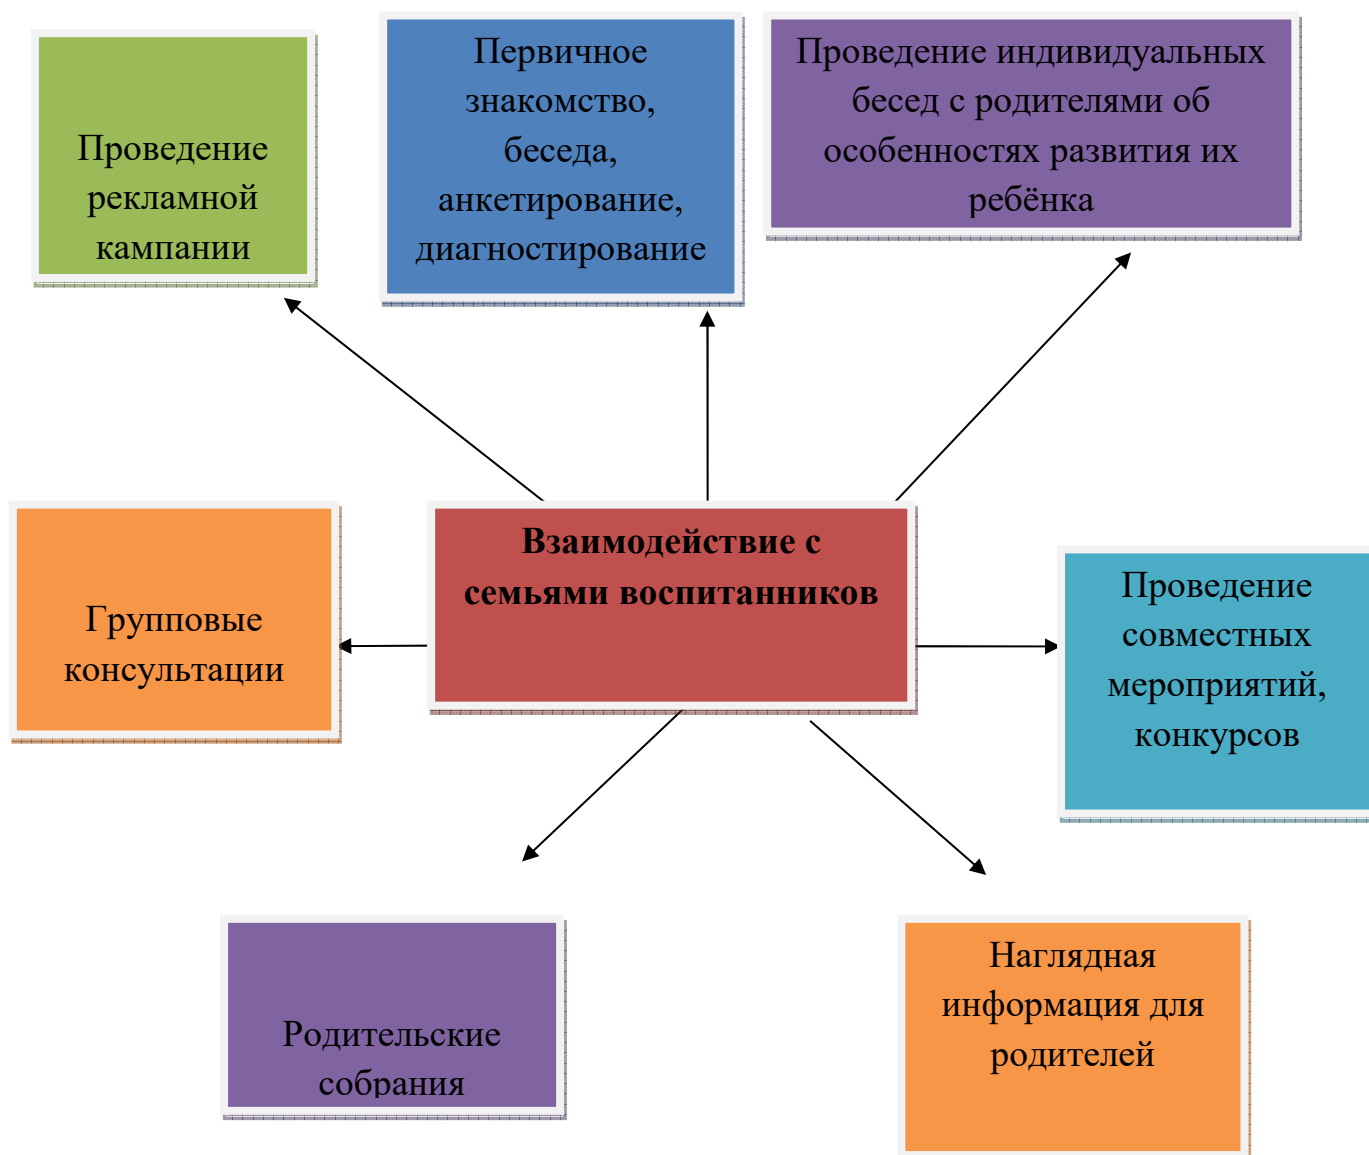 Проведение
рекламной
кампании
Первичное
знакомство,
беседа,
анкетирование,
диагностирование
Проведение индивидуальных
бесед с родителями об
особенностях развития их
ребёнка
Групповые
консультации
Взаимодействие с
семьями воспитанников
Проведение
совместных
мероприятий,
конкурсов
Родительские
собрания
Наглядная
информация для
родителей